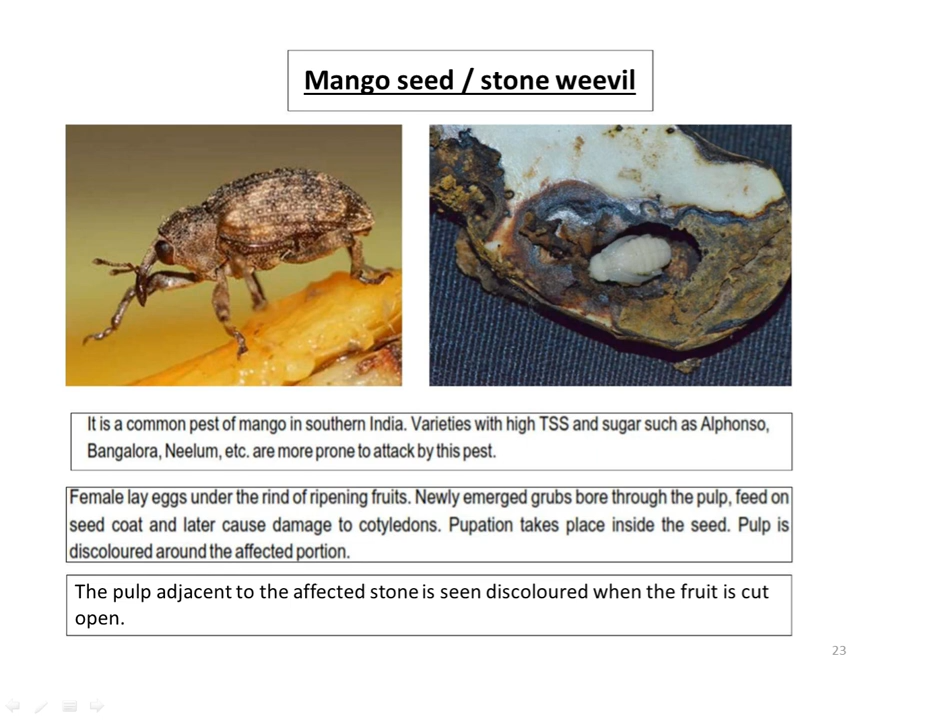 Mango seed / stone weevil
It is a common pest of mango in southern India. Varieties with high TSS and sugar such as Alphonso,
Bangalora, Neelum, etc. are more prone to attack by this pest.
Female lay eggs under the rind of ripening fruits. Newly emerged grubs bore through the pulp, feed on
seed coat and later cause damage to cotyledons. Pupation takes place inside the seed. Pulp is
discoloured around the affected portion.
The pulp adjacent to the affected stone is seen discoloured when the fruit is cut
open.
23